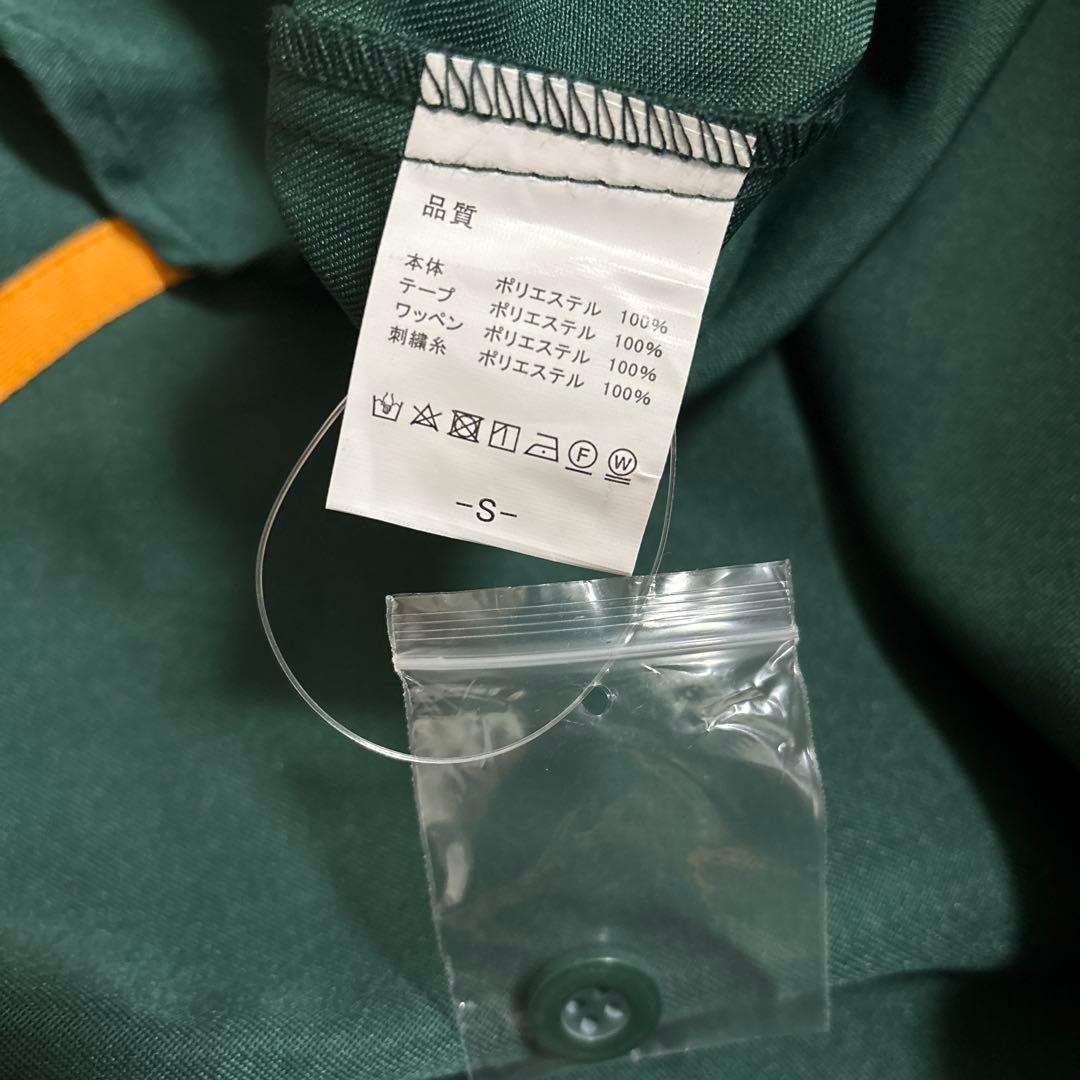 品質
本体 ポリエステル 100%
テープ ポリエステル 100%
ワッペン ポリエステル 100%
刺繍糸 ポリエステル 100%
F W
-S-